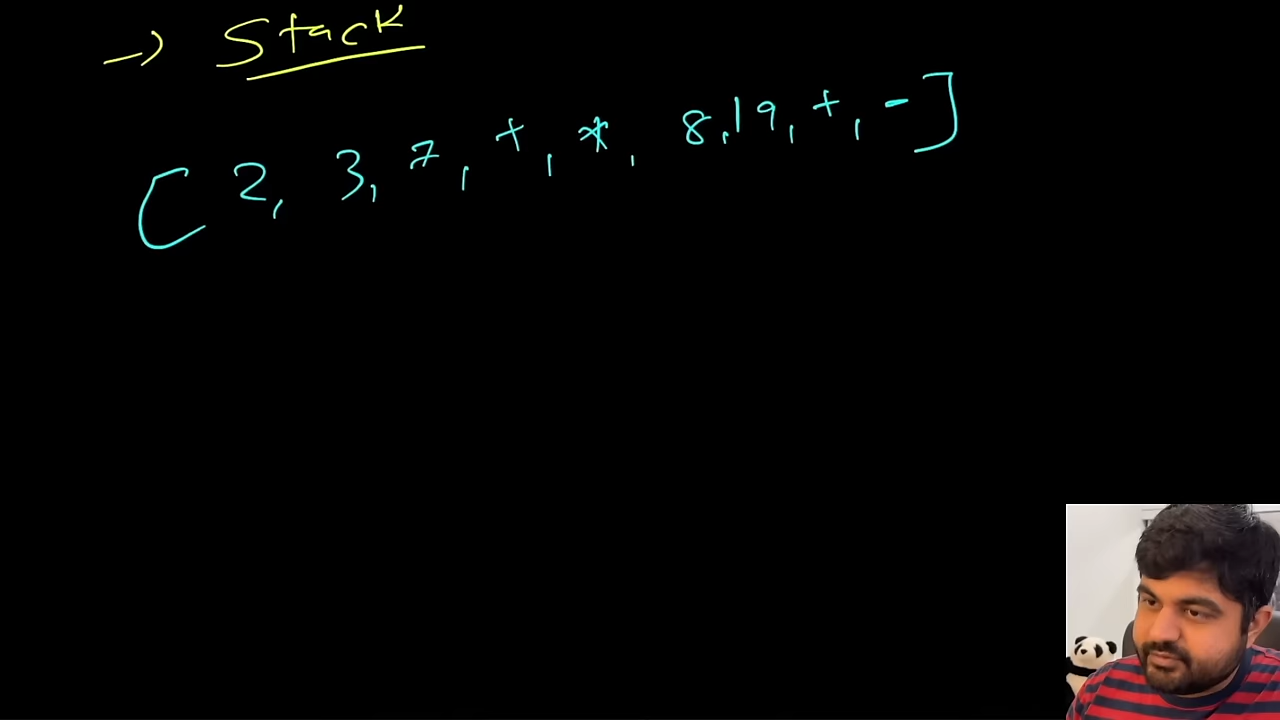 → Stack
[ 2, 3, 7, +, *, 8, 19, +, - ]